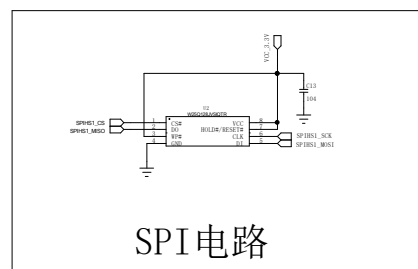 VCC_3.3V
C13
104
U2
W25Q128JVSIQTR
SPIHS1_CS
1
CS#
VCC
8
SPIHS1_MISO
2
DO
HOLD#/RESET#
7
3
WP#
CLK
6
SPIHS1_SCK
4
GND
DI
5
SPIHS1_MOSI
SPI电路